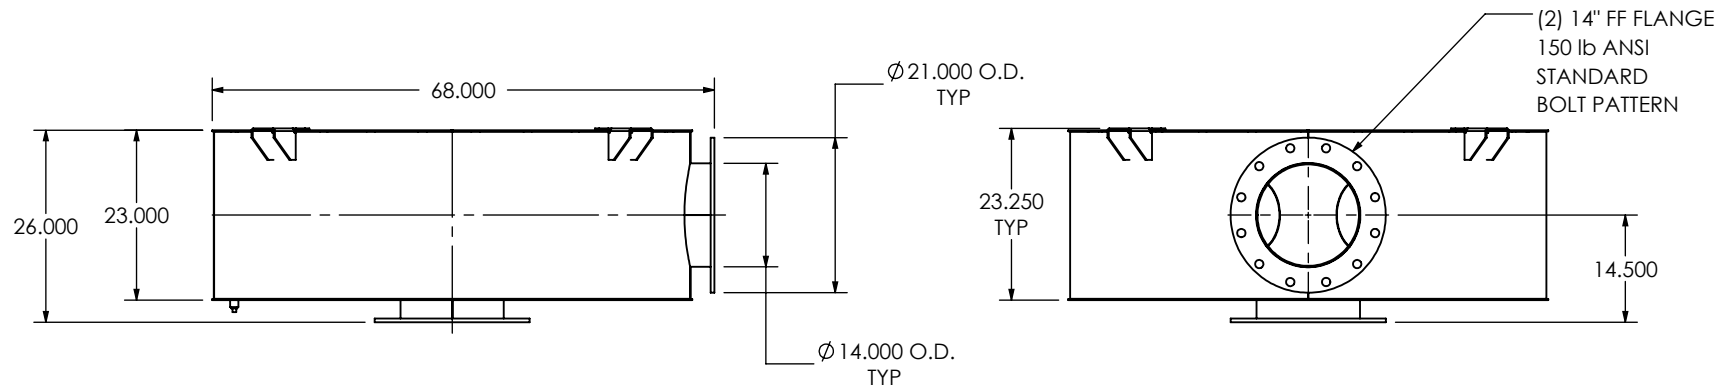 (2) 14" FF FLANGE
150 lb ANSI
STANDARD
BOLT PATTERN
68.000
Ø21.000 O.D.
TYP
26.000
23.000
23.250
TYP
14.500
Ø14.000 O.D.
TYP